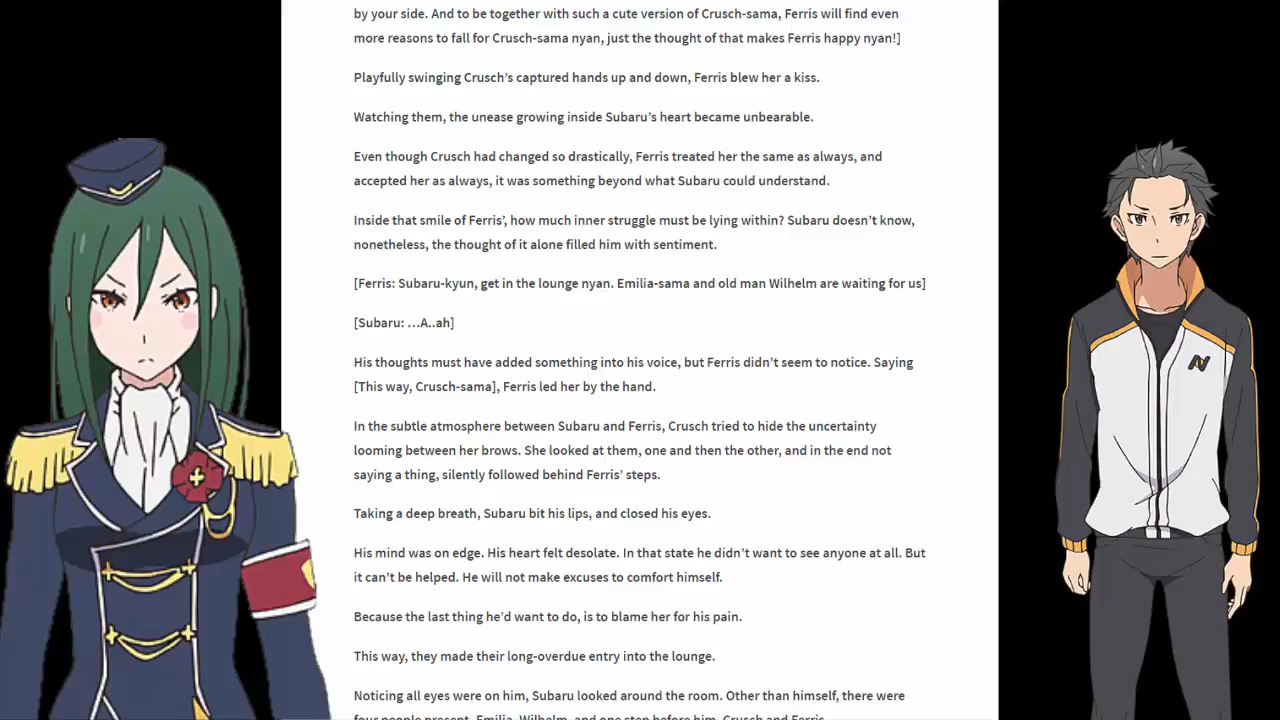 by your side. And to be together with such a cute version of Crusch-sama, Ferris will find even
more reasons to fall for Crusch-sama nyan, just the thought of that makes Ferris happy nyan!]
Playfully swinging Crusch’s captured hands up and down, Ferris blew her a kiss.
Watching them, the unease growing inside Subaru’s heart became unbearable.
Even though Crusch had changed so drastically, Ferris treated her the same as always, and
accepted her as always, it was something beyond what Subaru could understand.
Inside that smile of Ferris’, how much inner struggle must be lying within? Subaru doesn’t know,
nonetheless, the thought of it alone filled him with sentiment.
[Ferris: Subaru-kyun, get in the lounge nyan. Emilia-sama and old man Wilhelm are waiting for us]
[Subaru: …A..ah]
His thoughts must have added something into his voice, but Ferris didn’t seem to notice. Saying
[This way, Crusch-sama], Ferris led her by the hand.
In the subtle atmosphere between Subaru and Ferris, Crusch tried to hide the uncertainty
looming between her brows. She looked at them, one and then the other, and in the end not
saying a thing, silently followed behind Ferris’ steps.
Taking a deep breath, Subaru bit his lips, and closed his eyes.
His mind was on edge. His heart felt desolate. In that state he didn’t want to see anyone at all. But
it can’t be helped. He will not make excuses to comfort himself.
Because the last thing he’d want to do, is to blame her for his pain.
This way, they made their long-overdue entry into the lounge.
Noticing all eyes were on him, Subaru looked around the room. Other than himself, there were
four people present. Emilia, Wilhelm, and one step before him, Crusch and Ferris.